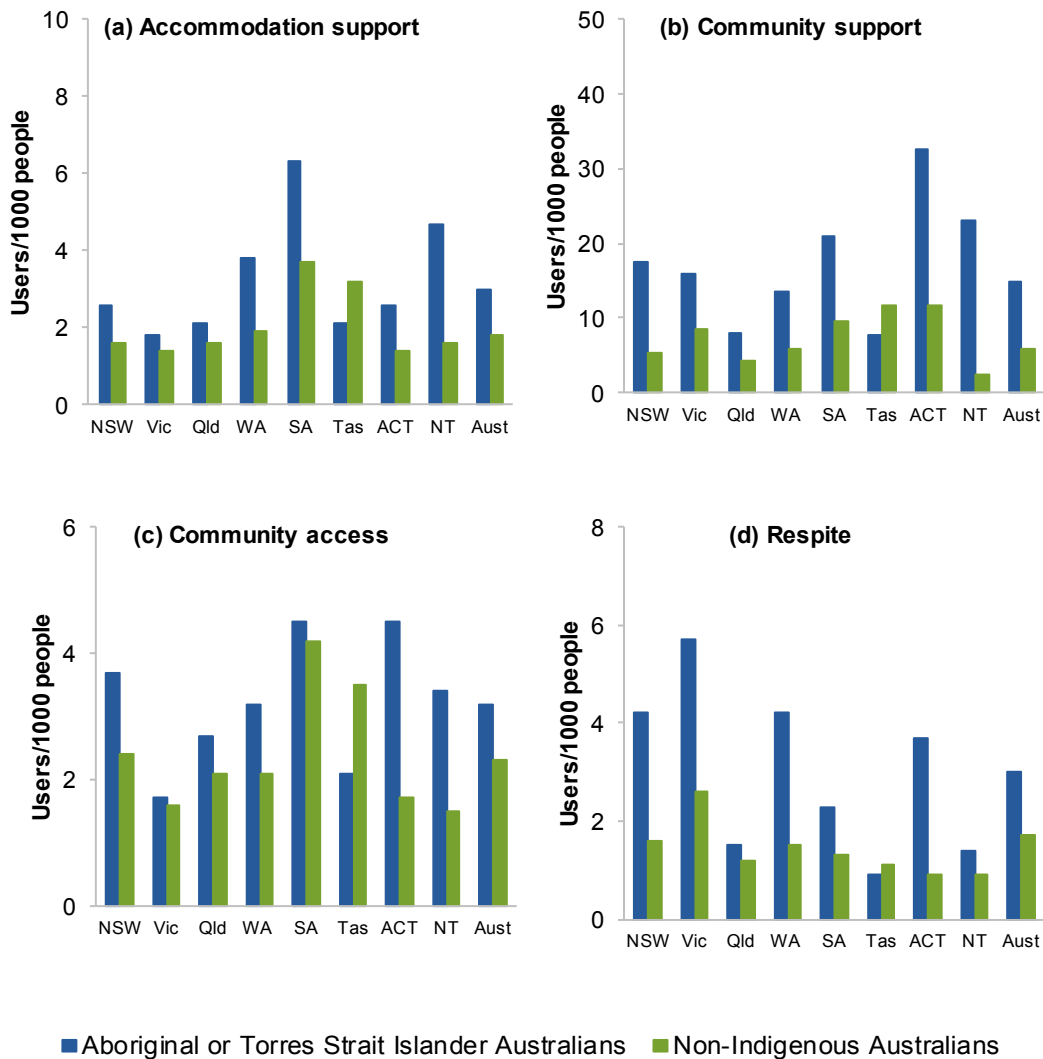 (a) Accommodation support
Users/1000 people
10
8
6
4
2
0
NSW Vic Qld WA SA Tas ACT NT Aust
(b) Community support
Users/1000 people
50
40
30
20
10
0
NSW Vic Qld WA SA Tas ACT NT Aust
(c) Community access
Users/1000 people
6
4
2
0
NSW Vic Qld WA SA Tas ACT NT Aust
(d) Respite
Users/1000 people
8
6
4
2
0
NSW Vic Qld WA SA Tas ACT NT Aust
Aboriginal or Torres Strait Islander Australians Non-Indigenous Australians